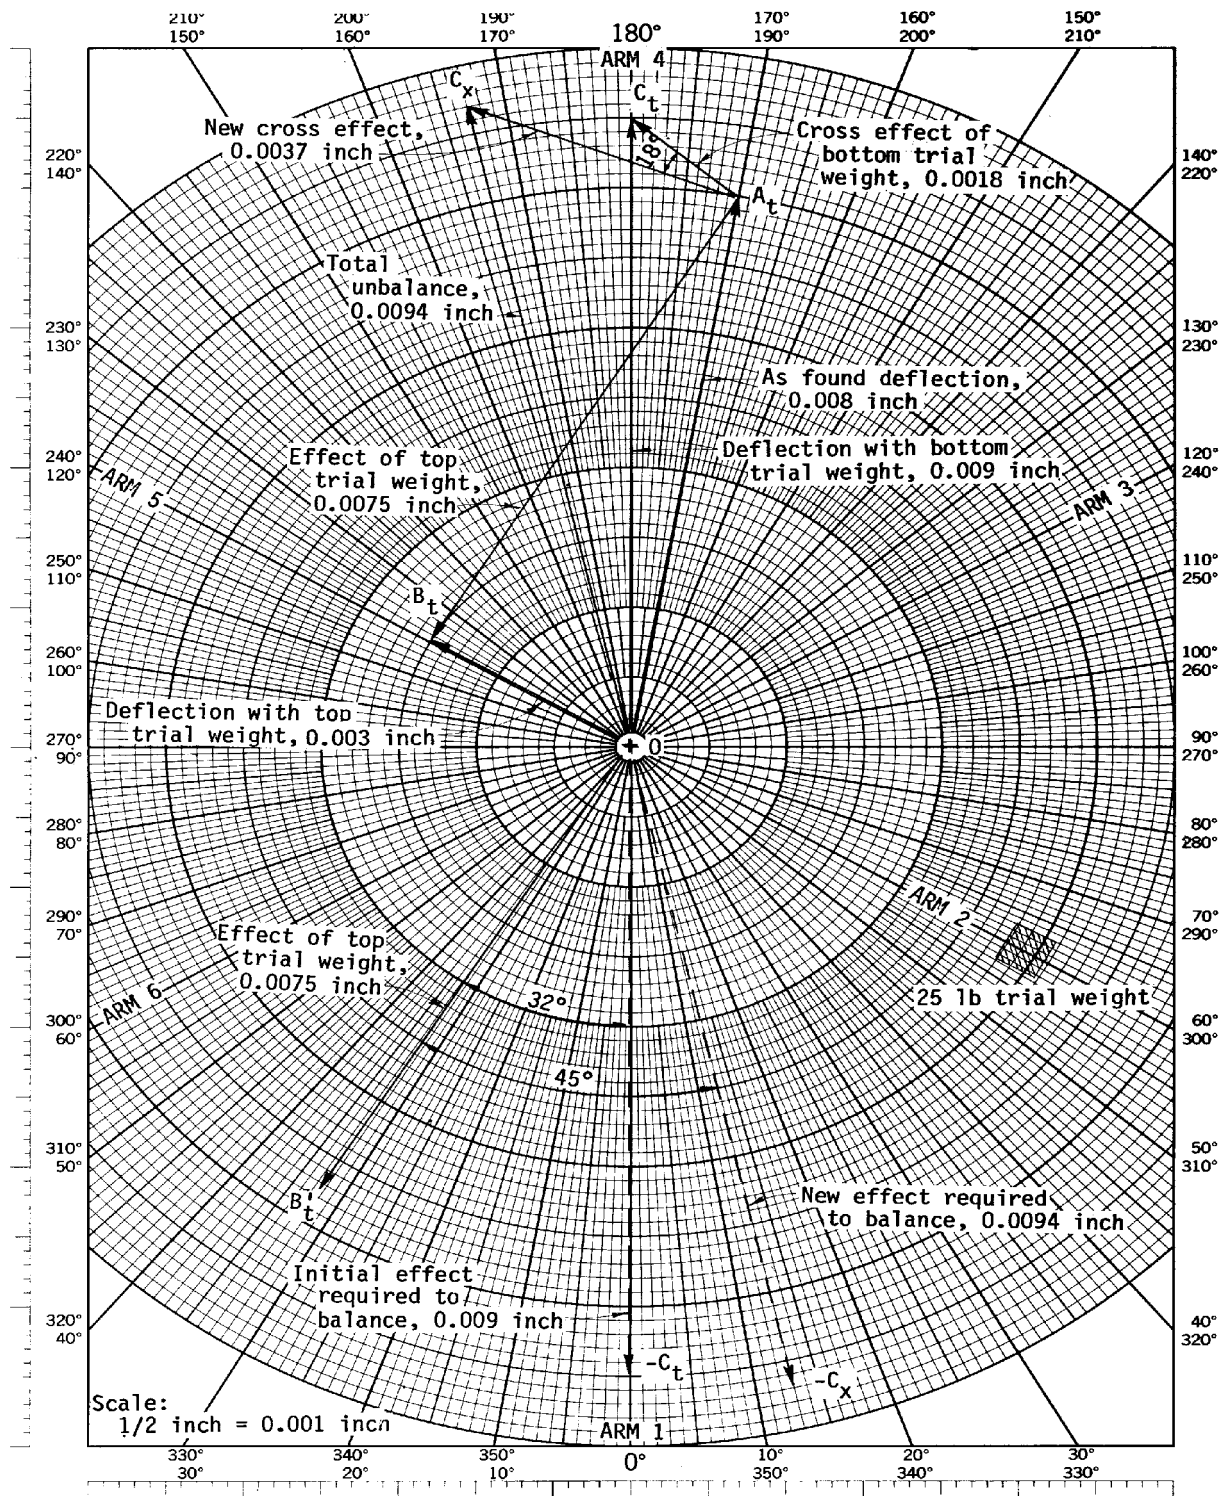 210° 200° 190° 170° 160° 150°
150° 160° 170° 180° 190° 200° 210°
ARM 4
C_x
C_t
New cross effect,
0.0037 inch
18°
Cross effect of
bottom trial
weight, 0.0018 inch
220°
140°
140°
220°
A_t
Total
unbalance,
0.0094 inch
230°
130°
130°
230°
As found deflection,
0.008 inch
Effect of top
trial weight,
0.0075 inch
Deflection with bottom
trial weight, 0.009 inch
240°
120°
120°
240°
ARM 5
ARM 3
250°
110°
110°
250°
B_t
260°
100°
100°
260°
Deflection with top
trial weight, 0.003 inch
0
270°
90°
90°
270°
280°
80°
80°
280°
ARM 2
290°
70°
70°
290°
Effect of top
trial weight,
0.0075 inch
ARM 6
25 lb trial weight
32°
300°
60°
60°
300°
45°
310°
50°
50°
310°
B't
New effect required
to balance, 0.0094 inch
Initial effect
required to
balance, 0.009 inch
320°
40°
40°
320°
-C_t
-C_x
Scale:
1/2 inch = 0.001 inch
ARM 1
330° 340° 350° 0° 10° 20° 30°
30° 20° 10° 350° 340° 330°